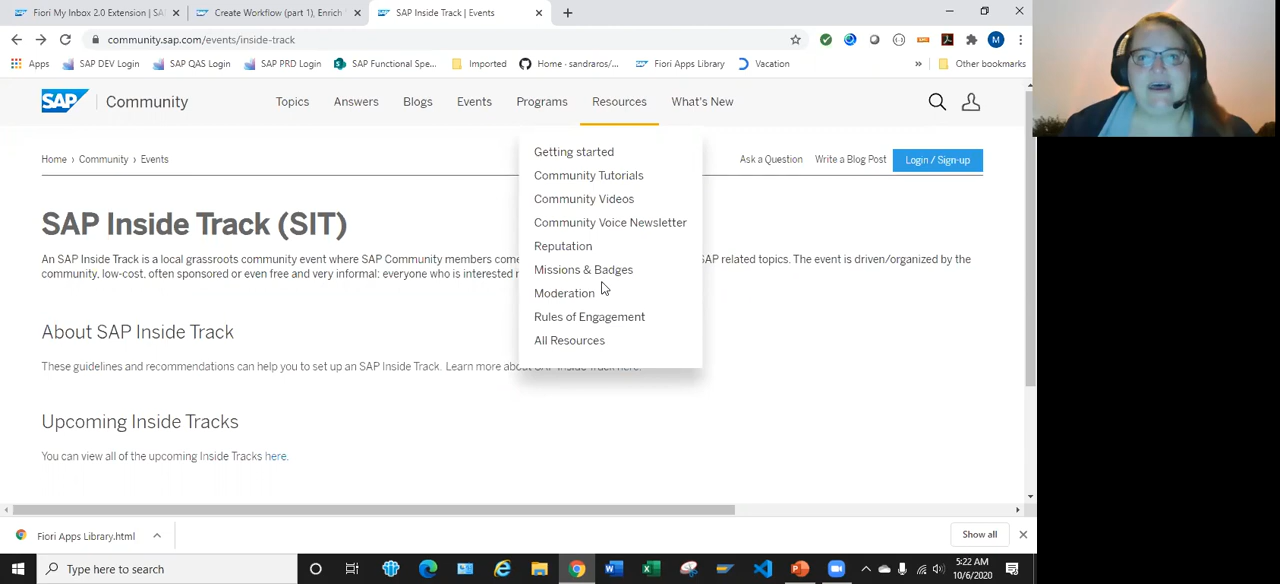 Fiori My Inbox 2.0 Extension | SA
Create Workflow (part 1), Enrich
SAP Inside Track | Events
community.sap.com/events/inside-track
M
Apps
SAP DEV Login
SAP QAS Login
SAP PRD Login
SAP Functional Spe...
Imported
Home - sandraros/...
Fiori Apps Library
Vacation
»
Other bookmarks
SAP
Community
Topics
Answers
Blogs
Events
Programs
Resources
What's New
Getting started
Community Tutorials
Community Videos
Community Voice Newsletter
Reputation
Missions & Badges
Moderation
Rules of Engagement
All Resources
Home › Community › Events
Ask a Question
Write a Blog Post
Login / Sign-up
SAP Inside Track (SIT)
An SAP Inside Track is a local grassroots community event where SAP Community members come SAP related topics. The event is driven/organized by the
community, low-cost, often sponsored or even free and very informal: everyone who is interested
About SAP Inside Track
These guidelines and recommendations can help you to set up an SAP Inside Track. Learn more about SAP Inside Track here.
Upcoming Inside Tracks
You can view all of the upcoming Inside Tracks here.
Fiori Apps Library.html
Show all
Type here to search
5:22 AM
10/6/2020